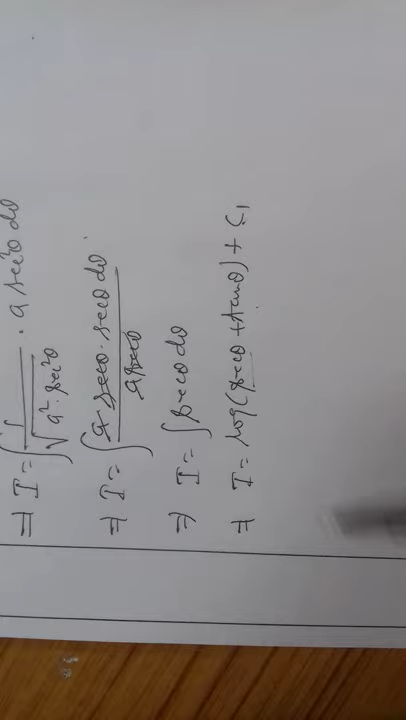 ⇒ I = ∫ 1/√(a² sec²θ) . a sec²θ dθ
⇒ I = ∫ (a secθ . secθ dθ)/(a secθ)
⇒ I = ∫ secθ dθ
⇒ I = log(secθ + tanθ) + C₁